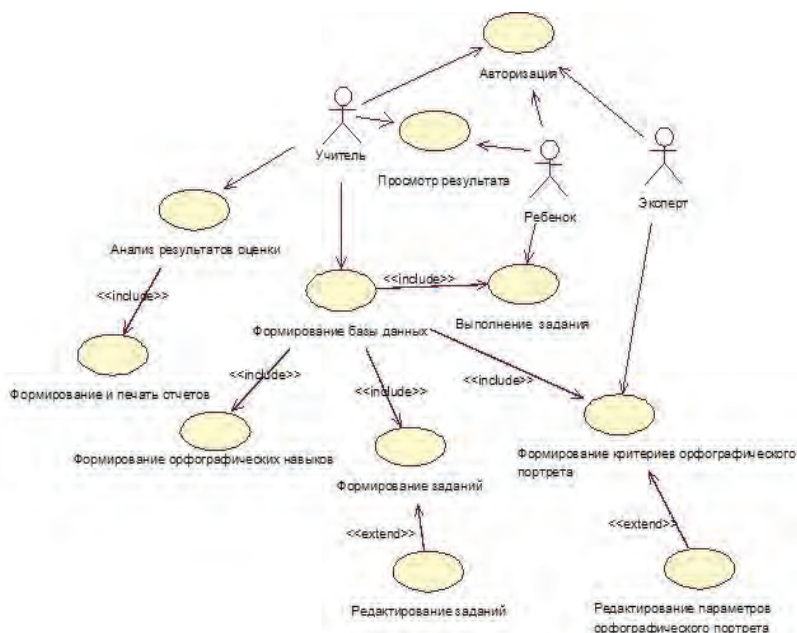 Авторизация
Учитель
Просмотр результата
Ребенок
Эксперт
Анализ результатов оценки
<<include>>
<<include>>
Формирование базы данных
Выполнение задания
<<include>>
<<include>>
<<include>>
Формирование и печать отчетов
Формирование орфографических навыков
Формирование заданий
Формирование критериев орфографического
портрета
<<extend>>
<<extend>>
Редактирование заданий
Редактирование параметров
орфографического портрета